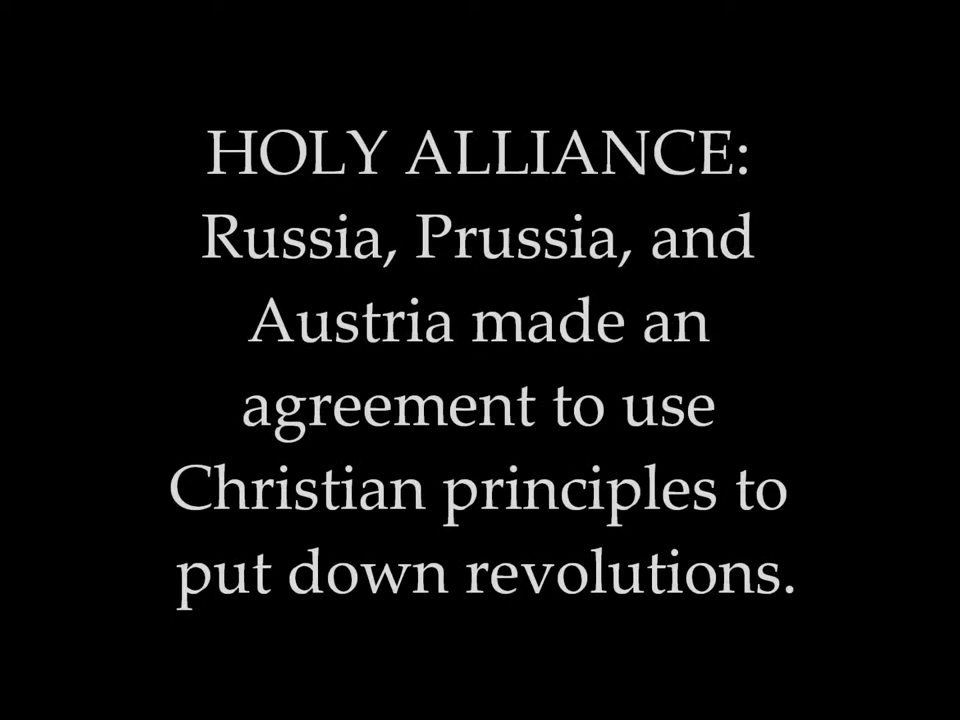 HOLY ALLIANCE:
Russia, Prussia, and
Austria made an
agreement to use
Christian principles to
put down revolutions.